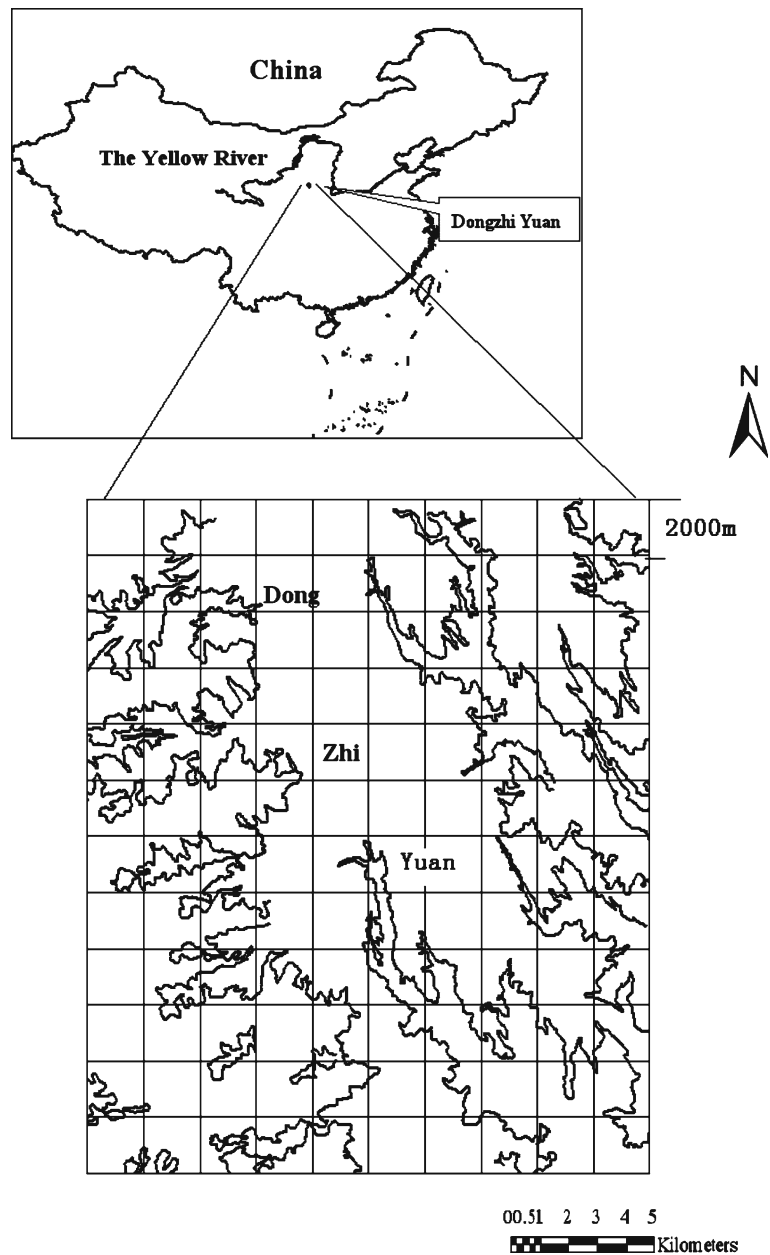 China
The Yellow River
Dongzhi Yuan
N
2000m
Dong
Zhi
Yuan
00.51 2 3 4 5
Kilometers